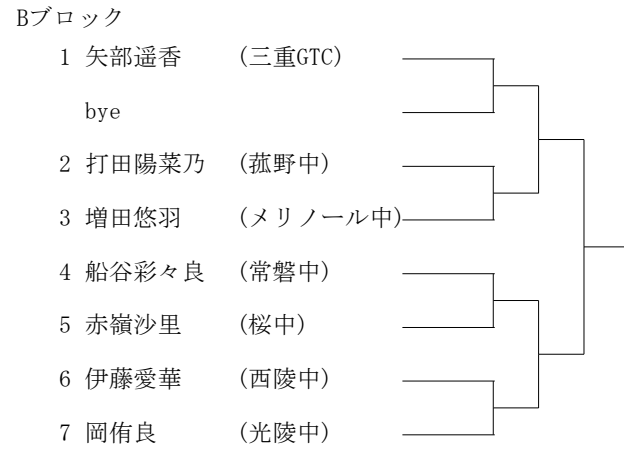 Bブロック
1 矢部遥香 (三重GTC)
bye
2 打田陽菜乃 (菰野中)
3 増田悠羽 (メリノール中)
4 船谷彩々良 (常磐中)
5 赤嶺沙里 (桜中)
6 伊藤愛華 (西陵中)
7 岡侑良 (光陵中)